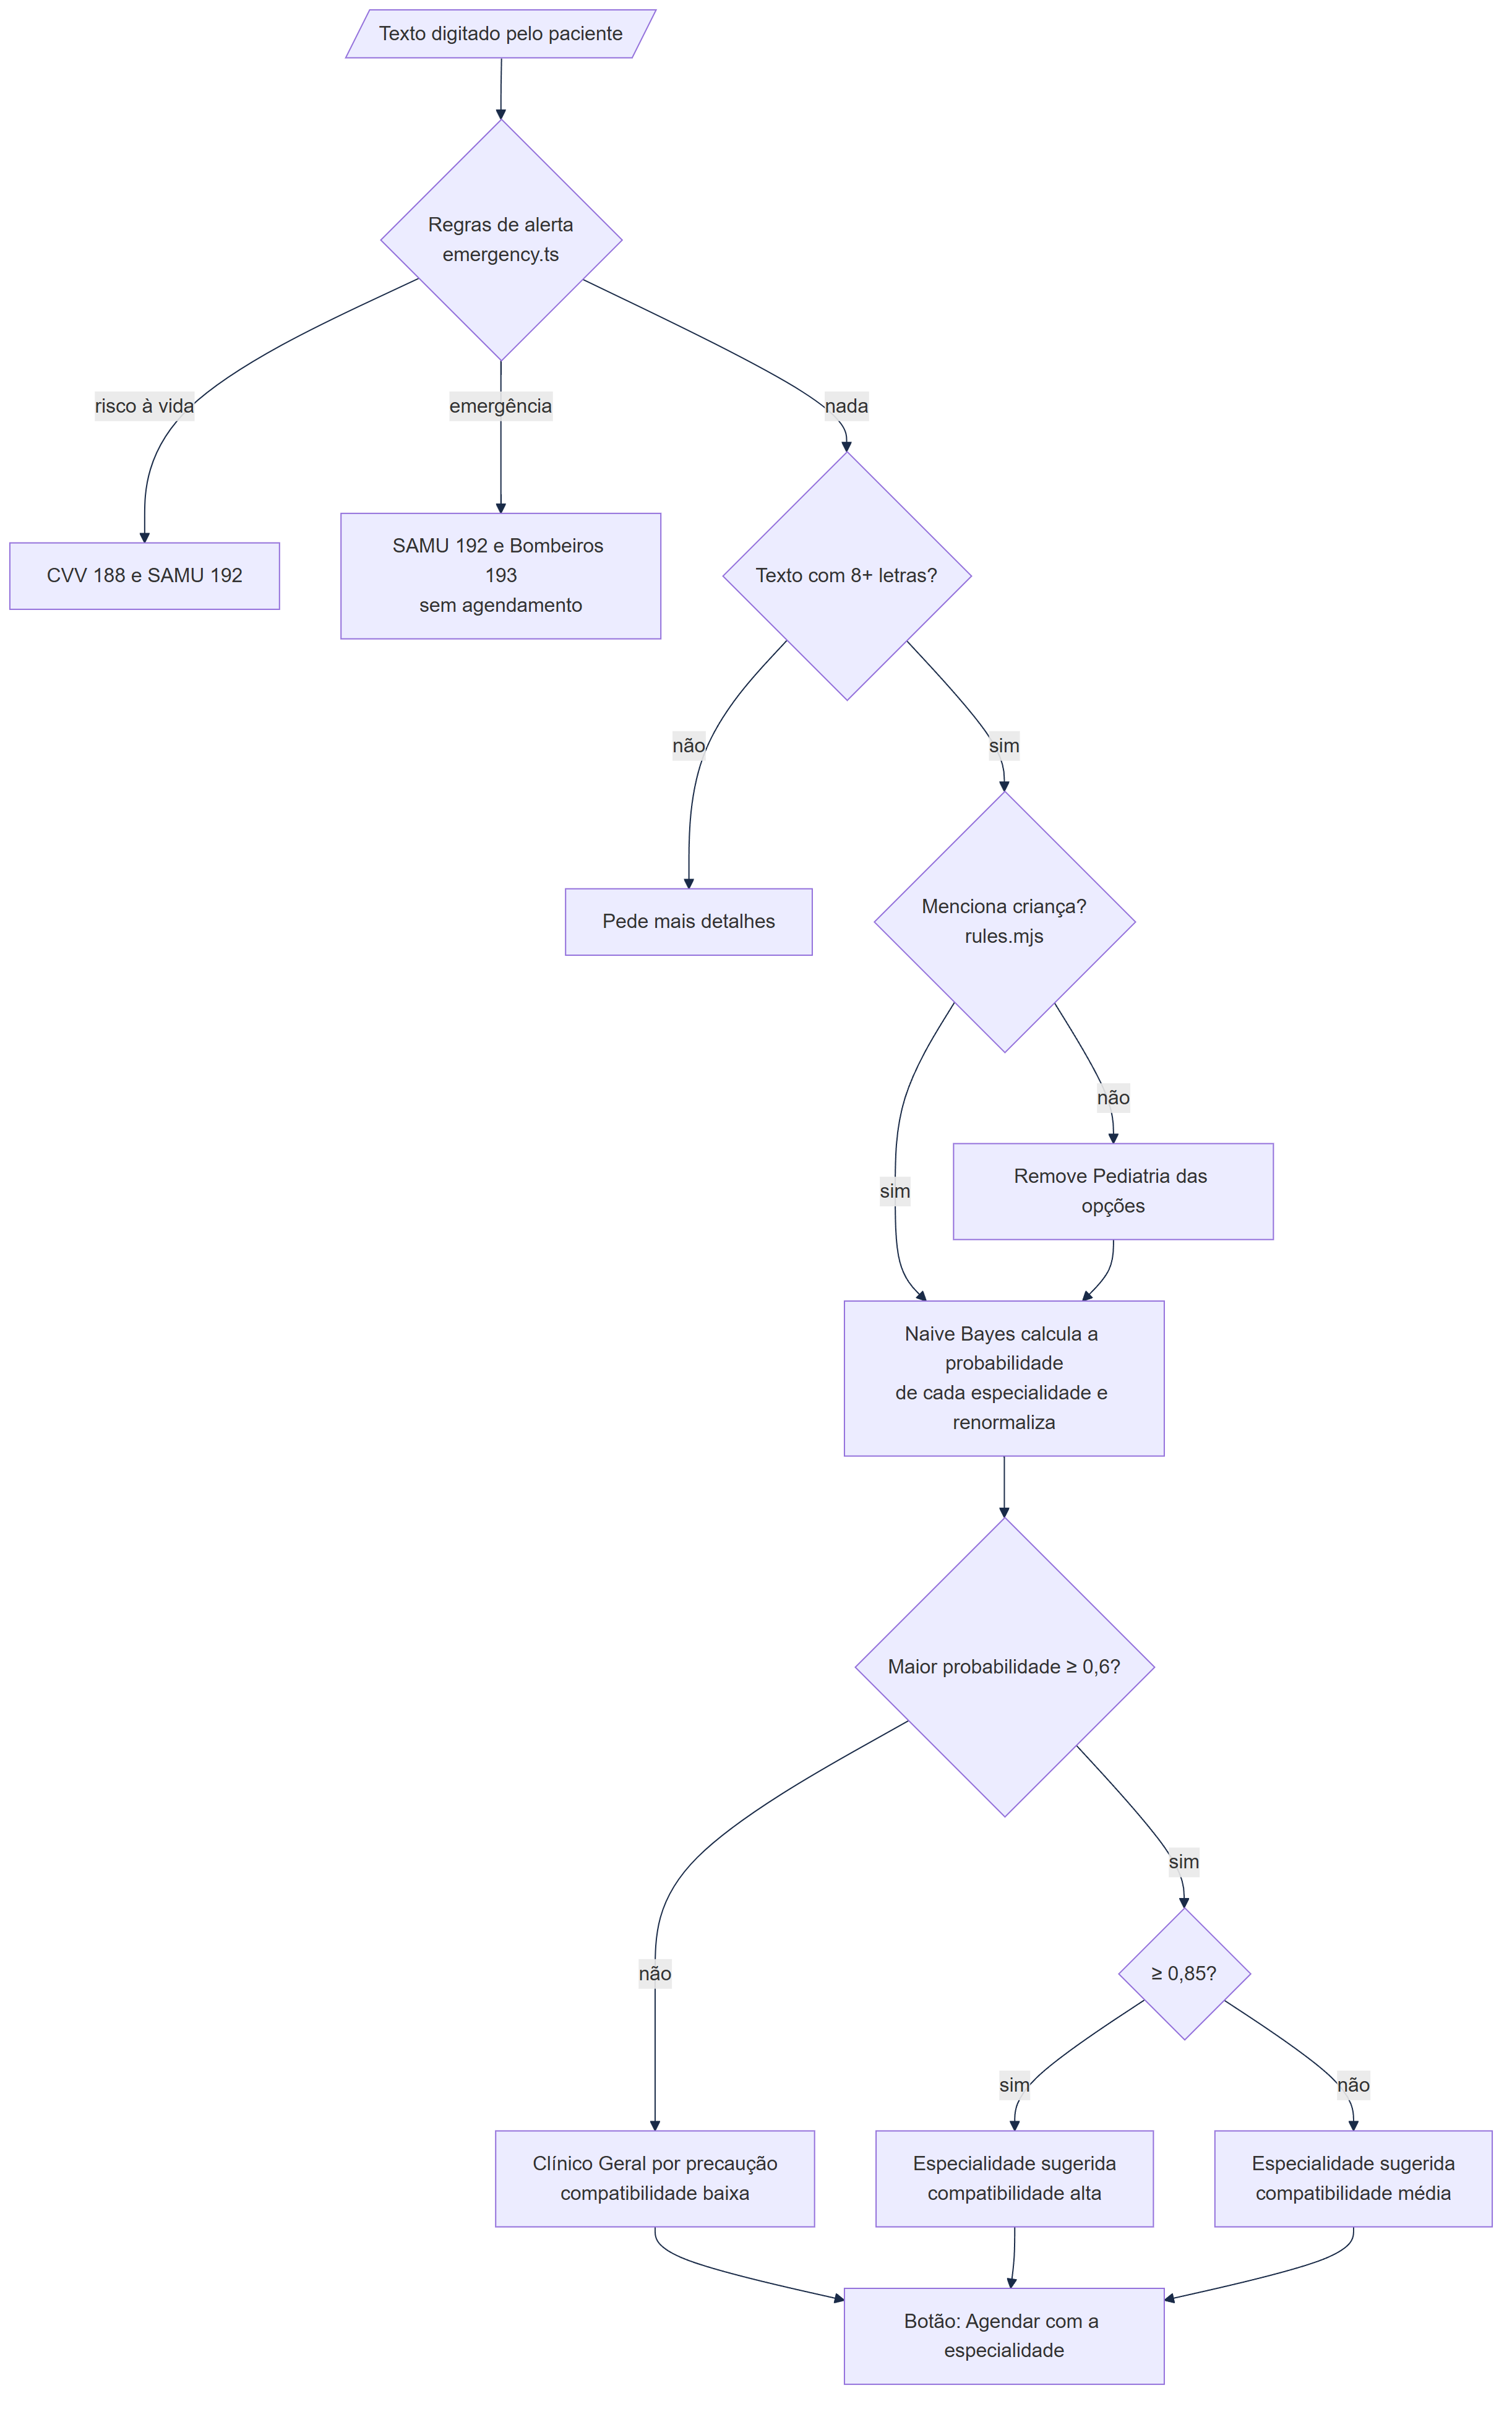 Texto digitado pelo paciente
Regras de alerta
emergency.ts
risco à vida
emergência
nada
CVV 188 e SAMU 192
SAMU 192 e Bombeiros
193
sem agendamento
Texto com 8+ letras?
não
sim
Pede mais detalhes
Menciona criança?
rules.mjs
não
sim
Remove Pediatria das
opções
Naive Bayes calcula a
probabilidade
de cada especialidade e
renormaliza
Maior probabilidade ≥ 0,6?
sim
não
≥ 0,85?
sim
não
Clínico Geral por precaução
compatibilidade baixa
Especialidade sugerida
compatibilidade alta
Especialidade sugerida
compatibilidade média
Botão: Agendar com a
especialidade